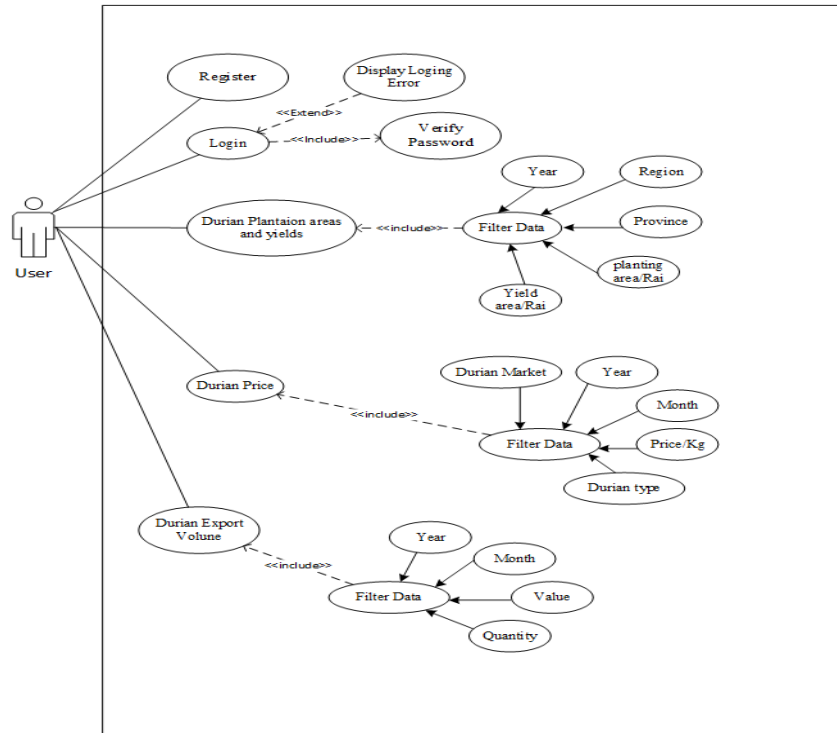 Register
Display Loging
Error
<<Extend>>
Login
<<Include>>
Verify
Password
Year
Region
Durian Plantaion areas
and yields
<<include>>
Filter Data
Province
planting
area/Rai
Yield
area/Rai
User
Durian Market
Year
Durian Price
<<include>>
Month
Filter Data
Price/Kg
Durian type
Durian Export
Volune
<<include>>
Year
Month
Filter Data
Value
Quantity